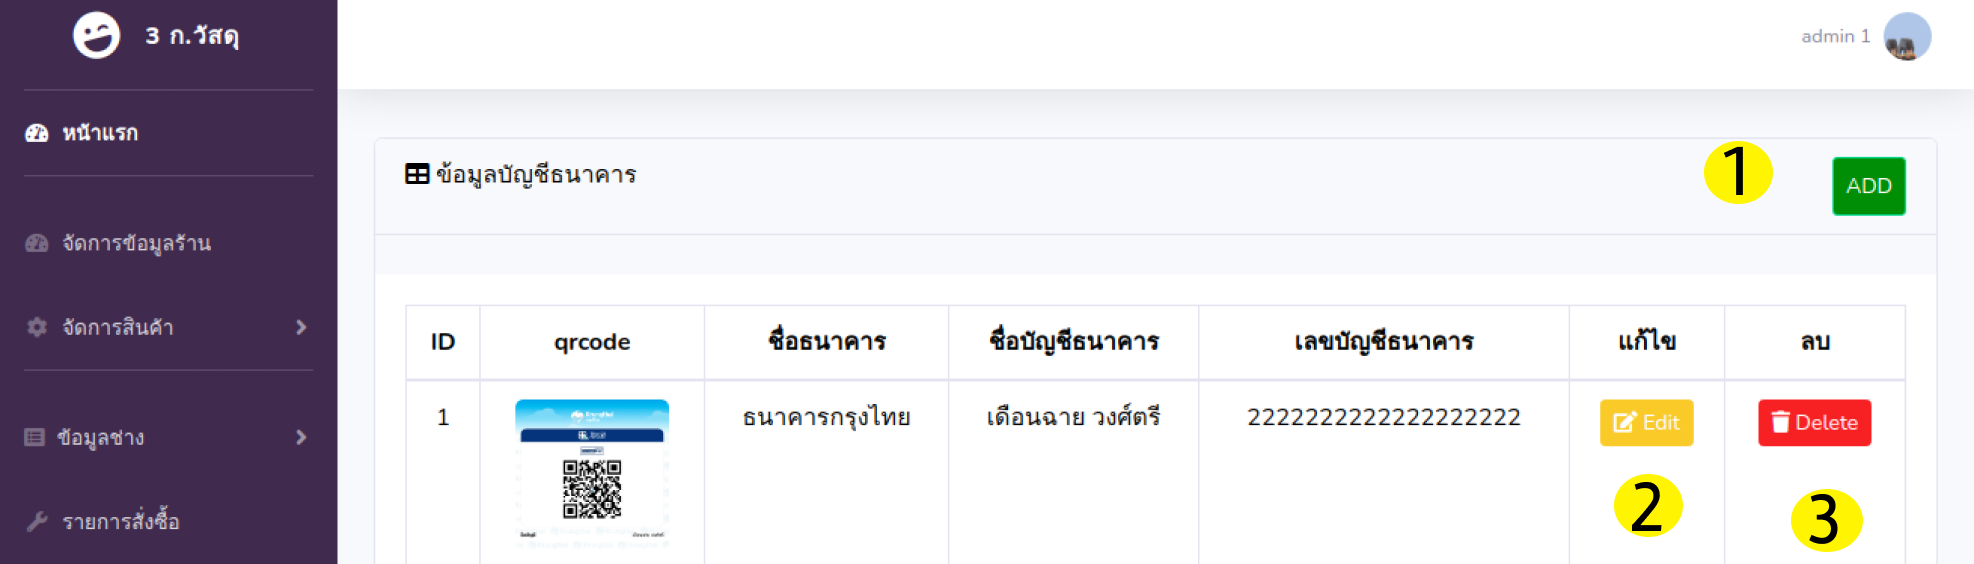 3 ก.วัสดุ
admin 1
หน้าแรก
ข้อมูลบัญชีธนาคาร
1
ADD
จัดการข้อมูลร้าน
จัดการสินค้า
ID qrcode ชื่อธนาคาร ชื่อบัญชีธนาคาร เลขบัญชีธนาคาร แก้ไข ลบ
1 ธนาคารกรุงไทย เดือนฉาย วงศ์ตรี 2222222222222222222 Edit Delete
ข้อมูลช่าง
รายการสั่งซื้อ
2
3